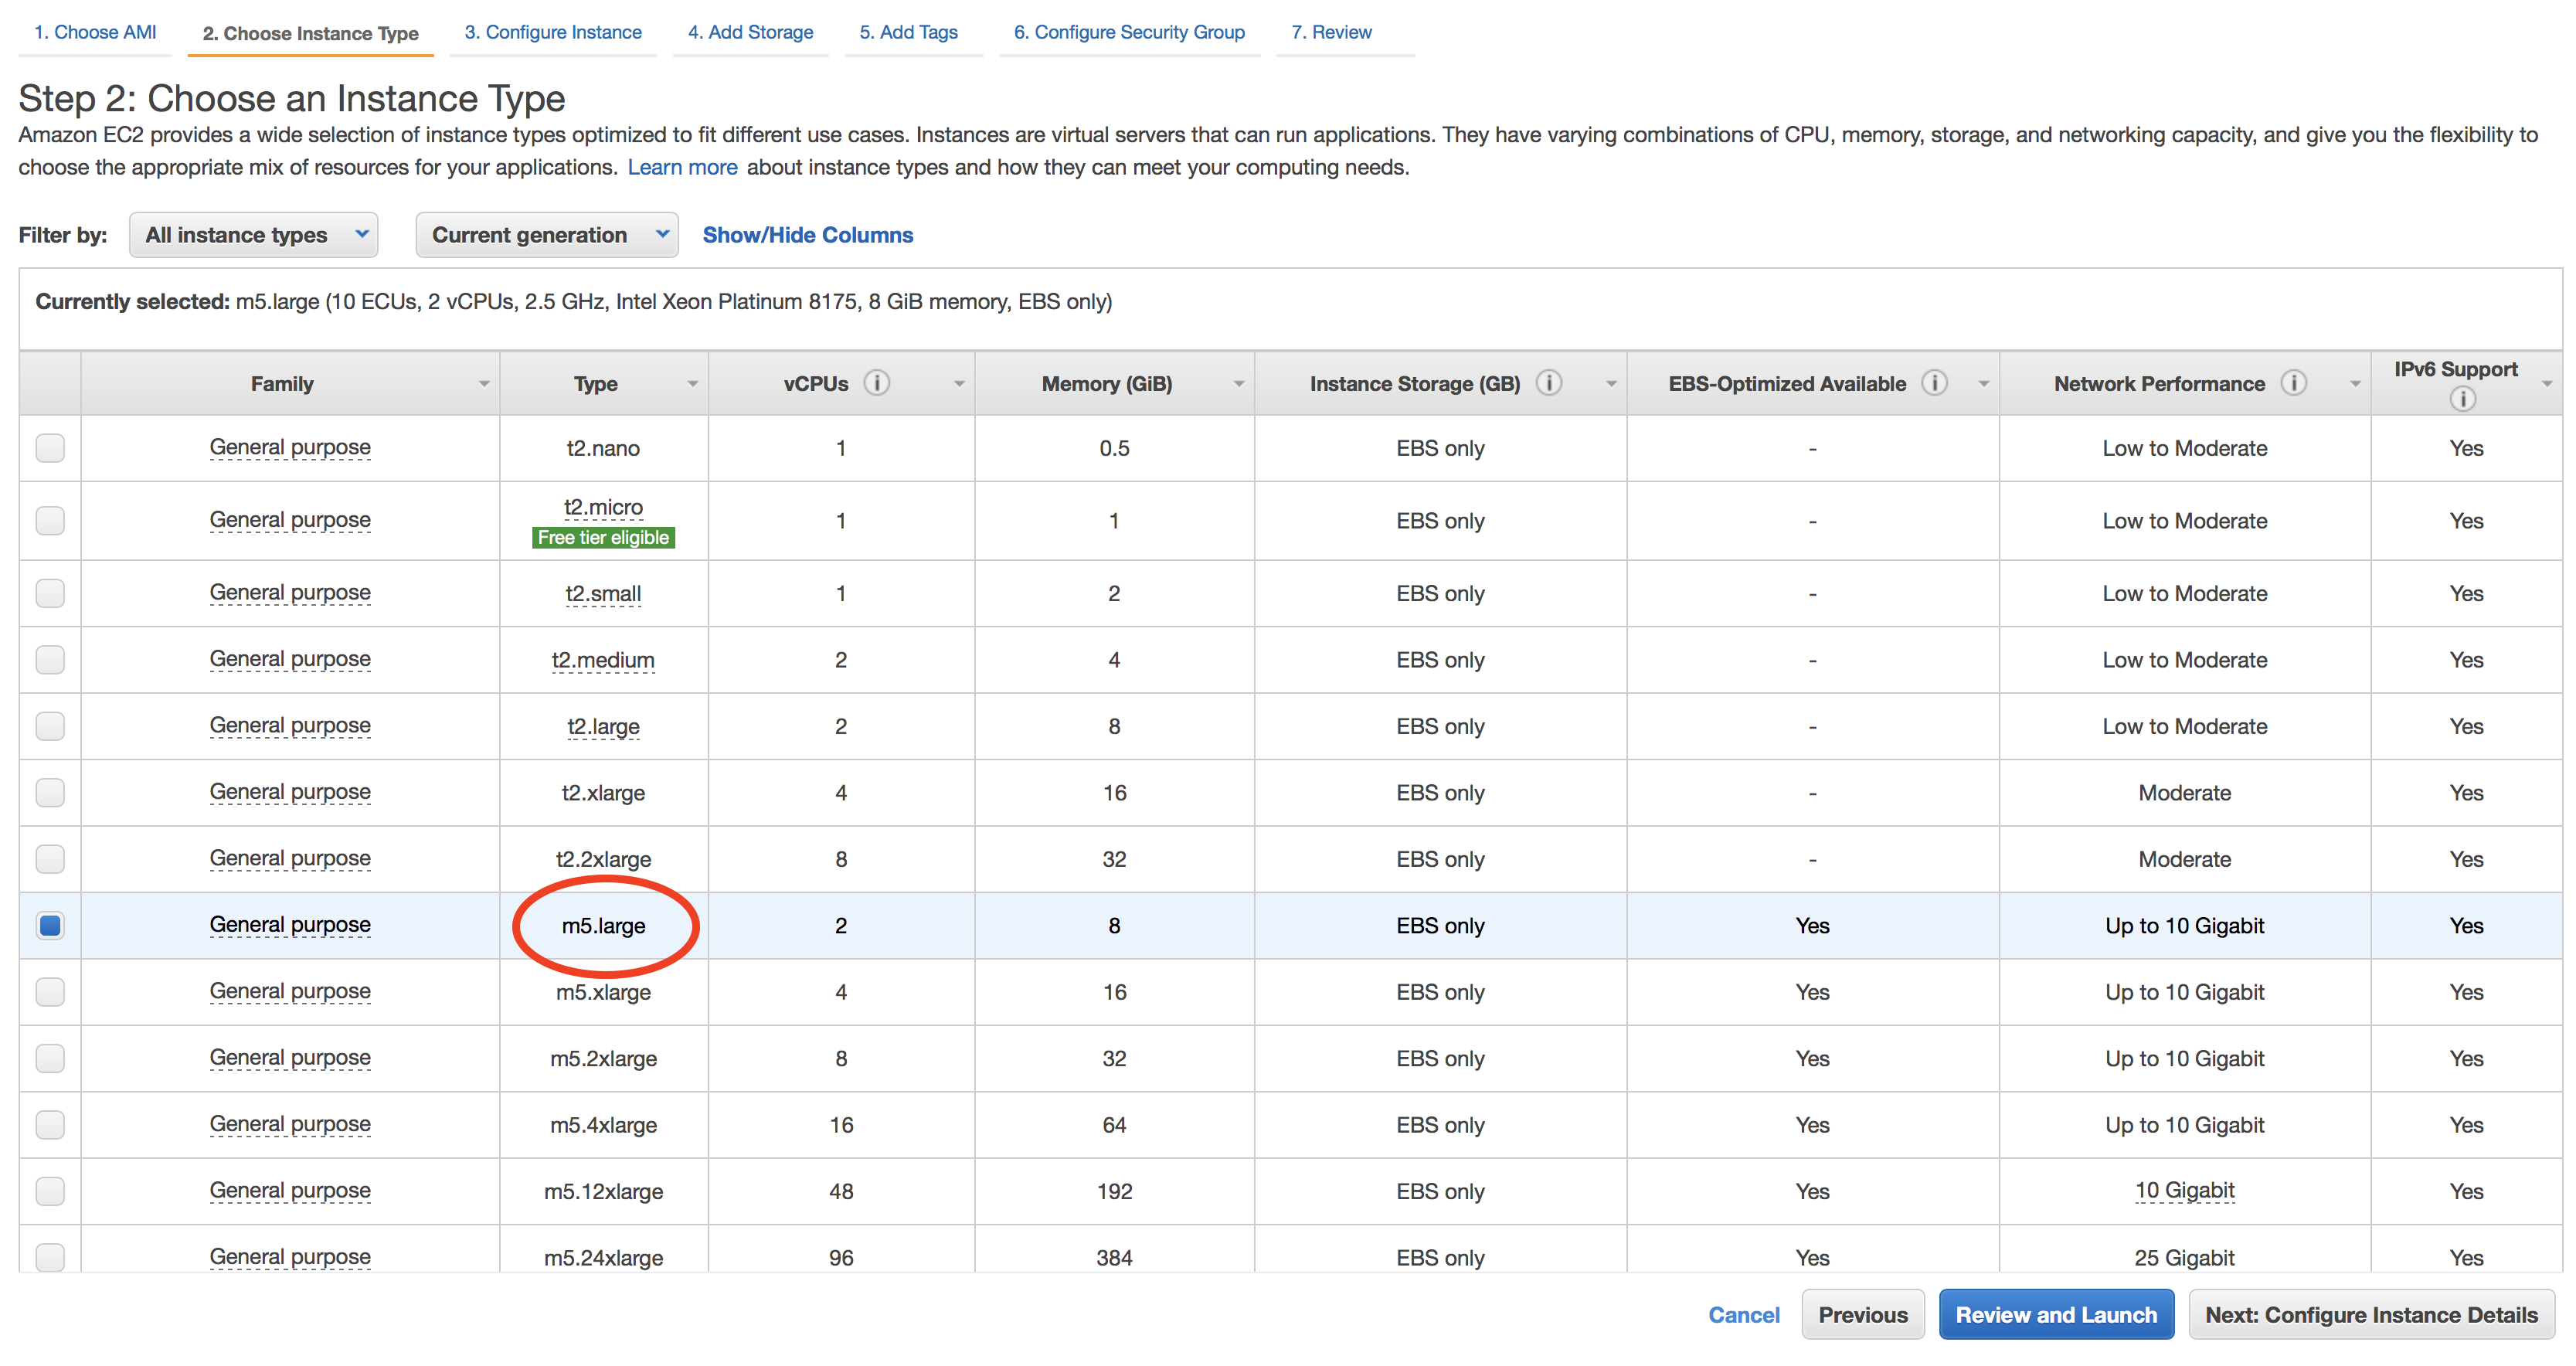 1. Choose AMI 2. Choose Instance Type 3. Configure Instance 4. Add Storage 5. Add Tags 6. Configure Security Group 7. Review
Step 2: Choose an Instance Type
Amazon EC2 provides a wide selection of instance types optimized to fit different use cases. Instances are virtual servers that can run applications. They have varying combinations of CPU, memory, storage, and networking capacity, and give you the flexibility to
choose the appropriate mix of resources for your applications. Learn more about instance types and how they can meet your computing needs.
Filter by: All instance types Current generation Show/Hide Columns
Currently selected: m5.large (10 ECUs, 2 vCPUs, 2.5 GHz, Intel Xeon Platinum 8175, 8 GiB memory, EBS only)
Family Type vCPUs i Memory (GiB) Instance Storage (GB) i EBS-Optimized Available i Network Performance i IPv6 Support i
General purpose t2.nano 1 0.5 EBS only - Low to Moderate Yes
General purpose t2.micro 1 1 EBS only - Low to Moderate Yes
Free tier eligible
General purpose t2.small 1 2 EBS only - Low to Moderate Yes
General purpose t2.medium 2 4 EBS only - Low to Moderate Yes
General purpose t2.large 2 8 EBS only - Low to Moderate Yes
General purpose t2.xlarge 4 16 EBS only - Moderate Yes
General purpose t2.2xlarge 8 32 EBS only - Moderate Yes
General purpose m5.large 2 8 EBS only Yes Up to 10 Gigabit Yes
General purpose m5.xlarge 4 16 EBS only Yes Up to 10 Gigabit Yes
General purpose m5.2xlarge 8 32 EBS only Yes Up to 10 Gigabit Yes
General purpose m5.4xlarge 16 64 EBS only Yes Up to 10 Gigabit Yes
General purpose m5.12xlarge 48 192 EBS only Yes 10 Gigabit Yes
General purpose m5.24xlarge 96 384 EBS only Yes 25 Gigabit Yes
Cancel Previous Review and Launch Next: Configure Instance Details